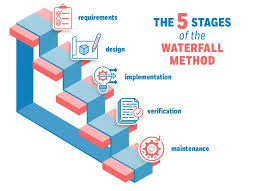 THE 5 STAGES
of the
WATERFALL
METHOD
requirements
design
implementation
verification
maintenance